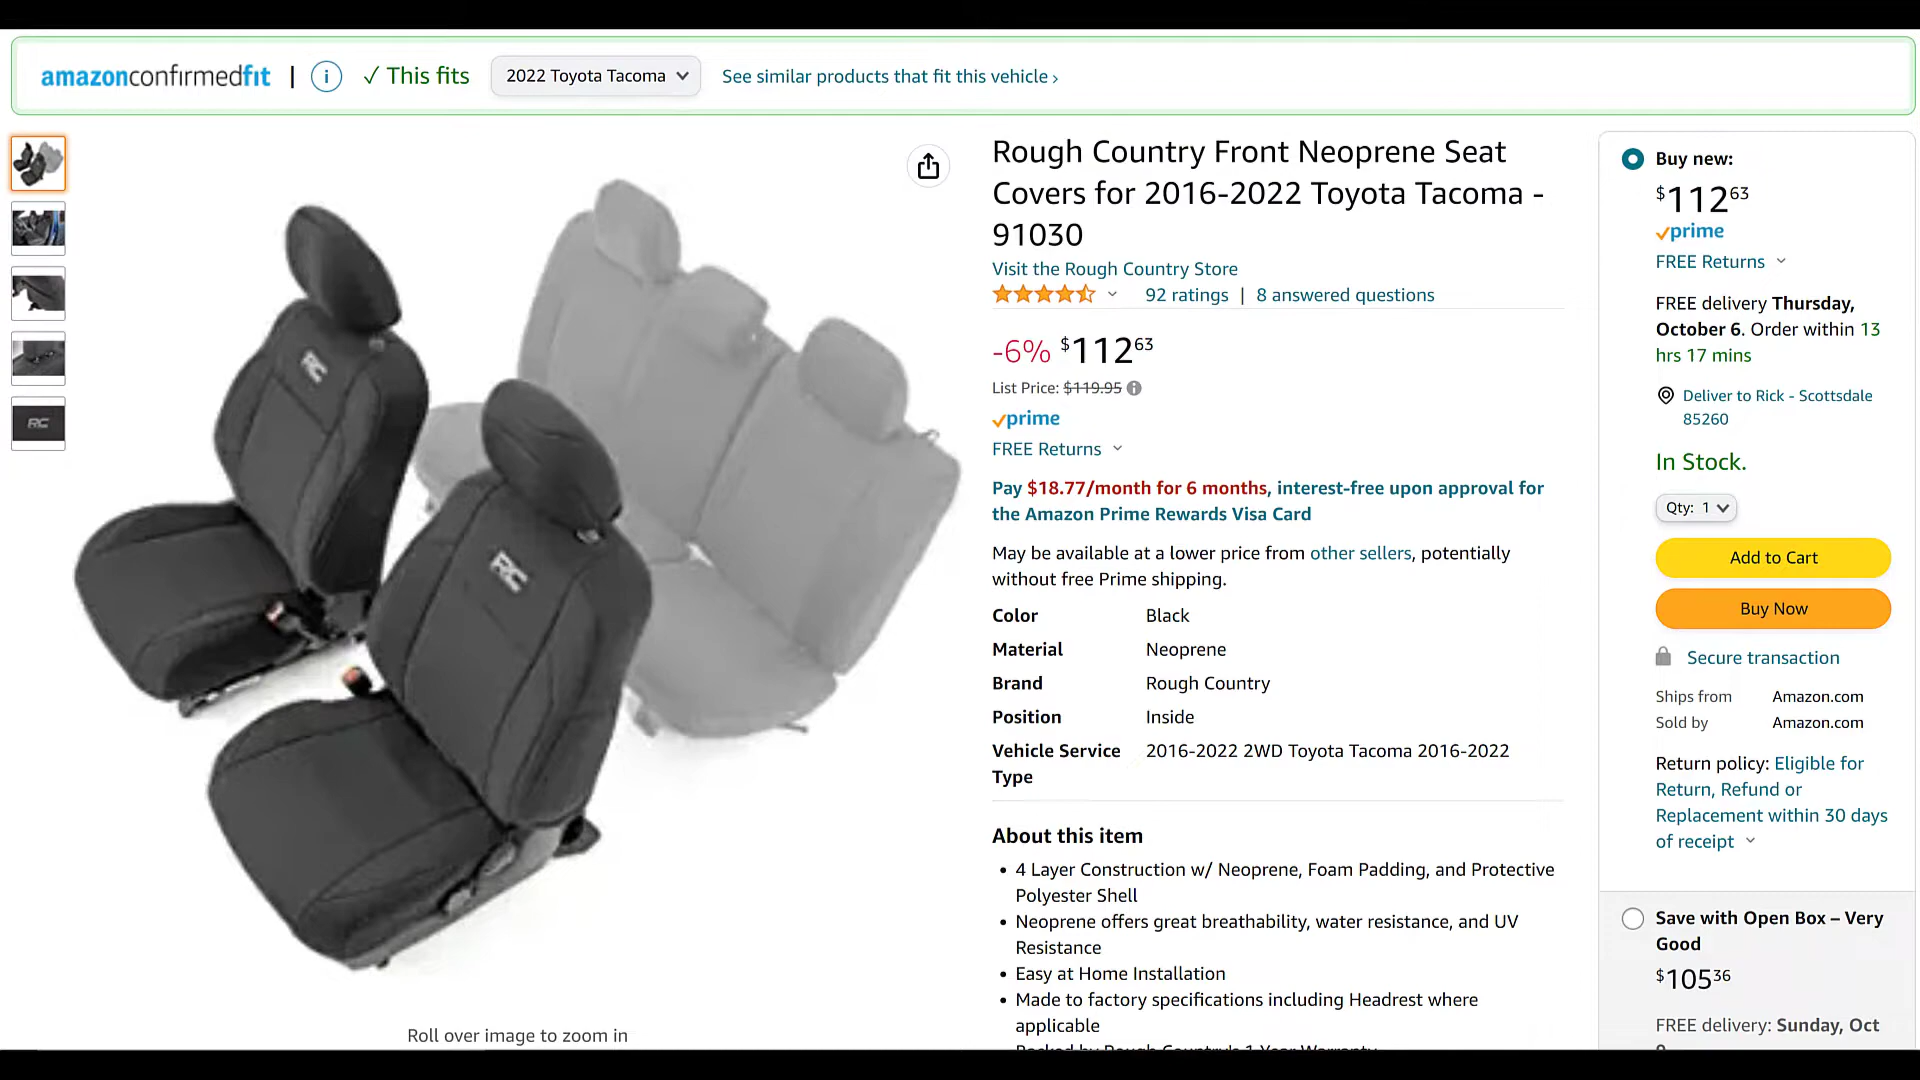 amazonconfirmedfit | i ✓ This fits 2022 Toyota Tacoma See similar products that fit this vehicle ›
RC
RC
RC
Roll over image to zoom in
Rough Country Front Neoprene Seat
Covers for 2016-2022 Toyota Tacoma -
91030
Visit the Rough Country Store
92 ratings | 8 answered questions
-6% $112 63
List Price: $119.95
prime
FREE Returns
Pay $18.77/month for 6 months, interest-free upon approval for
the Amazon Prime Rewards Visa Card
May be available at a lower price from other sellers, potentially
without free Prime shipping.
Color Black
Material Neoprene
Brand Rough Country
Position Inside
Vehicle Service 2016-2022 2WD Toyota Tacoma 2016-2022
Type
About this item
• 4 Layer Construction w/ Neoprene, Foam Padding, and Protective
Polyester Shell
• Neoprene offers great breathability, water resistance, and UV
Resistance
• Easy at Home Installation
• Made to factory specifications including Headrest where
applicable
Backed by Rough Country's 1 Year Warranty
Buy new:
$112 63
prime
FREE Returns
FREE delivery Thursday,
October 6. Order within 13
hrs 17 mins
Deliver to Rick - Scottsdale
85260
In Stock.
Qty: 1
Add to Cart
Buy Now
Secure transaction
Ships from Amazon.com
Sold by Amazon.com
Return policy: Eligible for
Return, Refund or
Replacement within 30 days
of receipt
Save with Open Box – Very
Good
$105 36
FREE delivery: Sunday, Oct